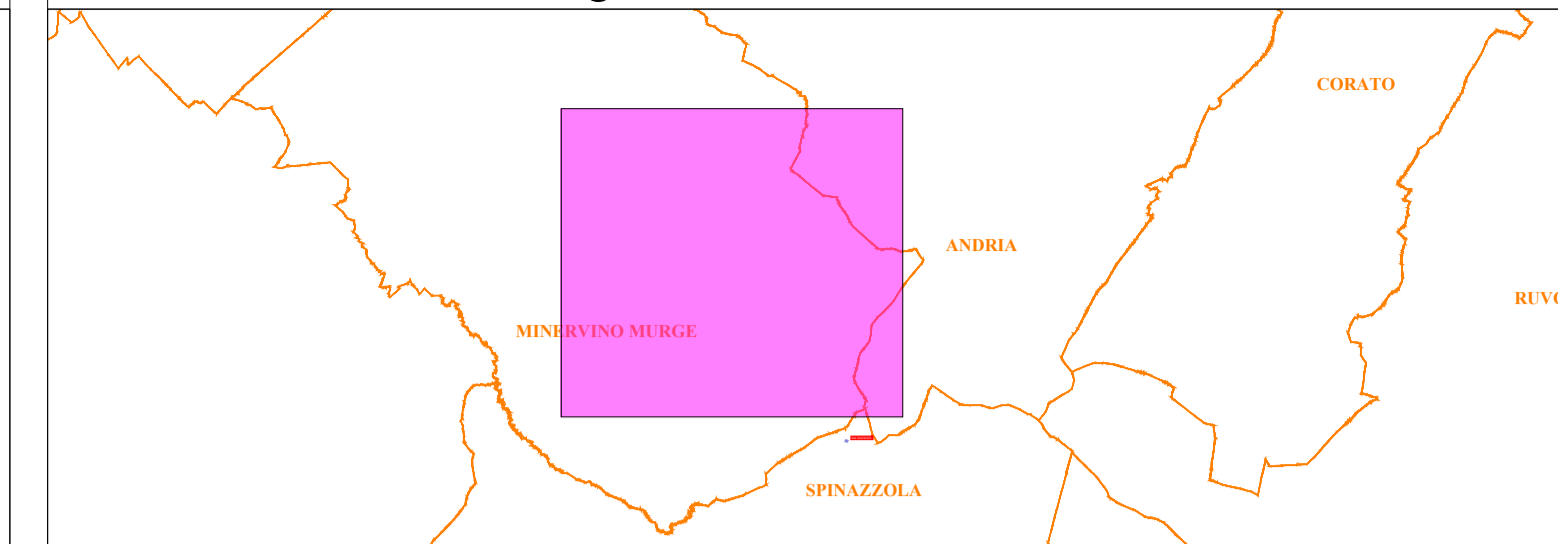 CORATO
ANDRIA
RUVO
MINERVINO MURGE
SPINAZZOLA